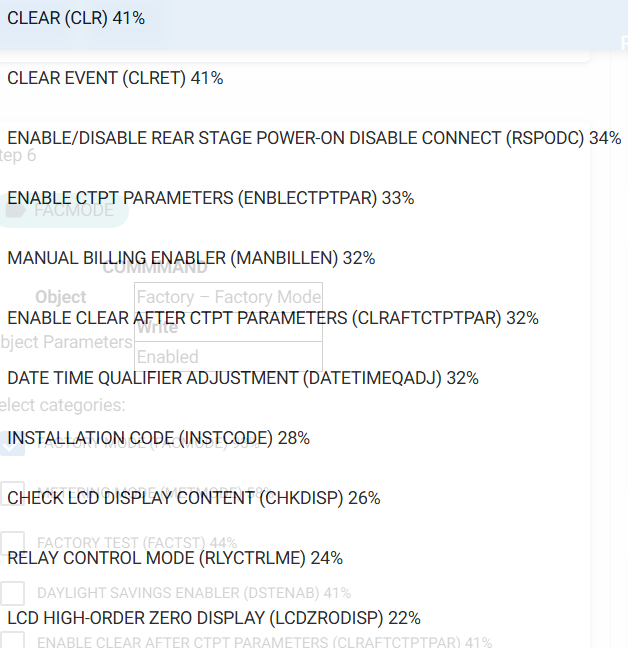 CLEAR (CLR) 41%
CLEAR EVENT (CLRET) 41%
ENABLE/DISABLE REAR STAGE POWER-ON DISABLE CONNECT (RSPODC) 34%
tep 6
ENABLE CTPT PARAMETERS (ENBLECTPTPAR) 33%
FACMODE
MANUAL BILLING ENABLER (MANBILLEN) 32%
COMMMAND
Object Factory – Factory Mode
ENABLE CLEAR AFTER CTPT PARAMETERS (CLRAFTCTPTPAR) 32%
Write
bject Parameters
Enabled
DATE TIME QUALIFIER ADJUSTMENT (DATETIMEQADJ) 32%
elect categories:
INSTALLATION CODE (INSTCODE) 28%
FACTORY MODE (FACMODE)
METERING MODE (METMODE)
CHECK LCD DISPLAY CONTENT (CHKDISP) 26%
FACTORY TEST (FACTST) 44%
RELAY CONTROL MODE (RLYCTRLME) 24%
DAYLIGHT SAVINGS ENABLER (DSTENAB) 41%
LCD HIGH-ORDER ZERO DISPLAY (LCDZRODISP) 22%
ENABLE CLEAR AFTER CTPT PARAMETERS (CLRAFTCTPTPAR) 41%